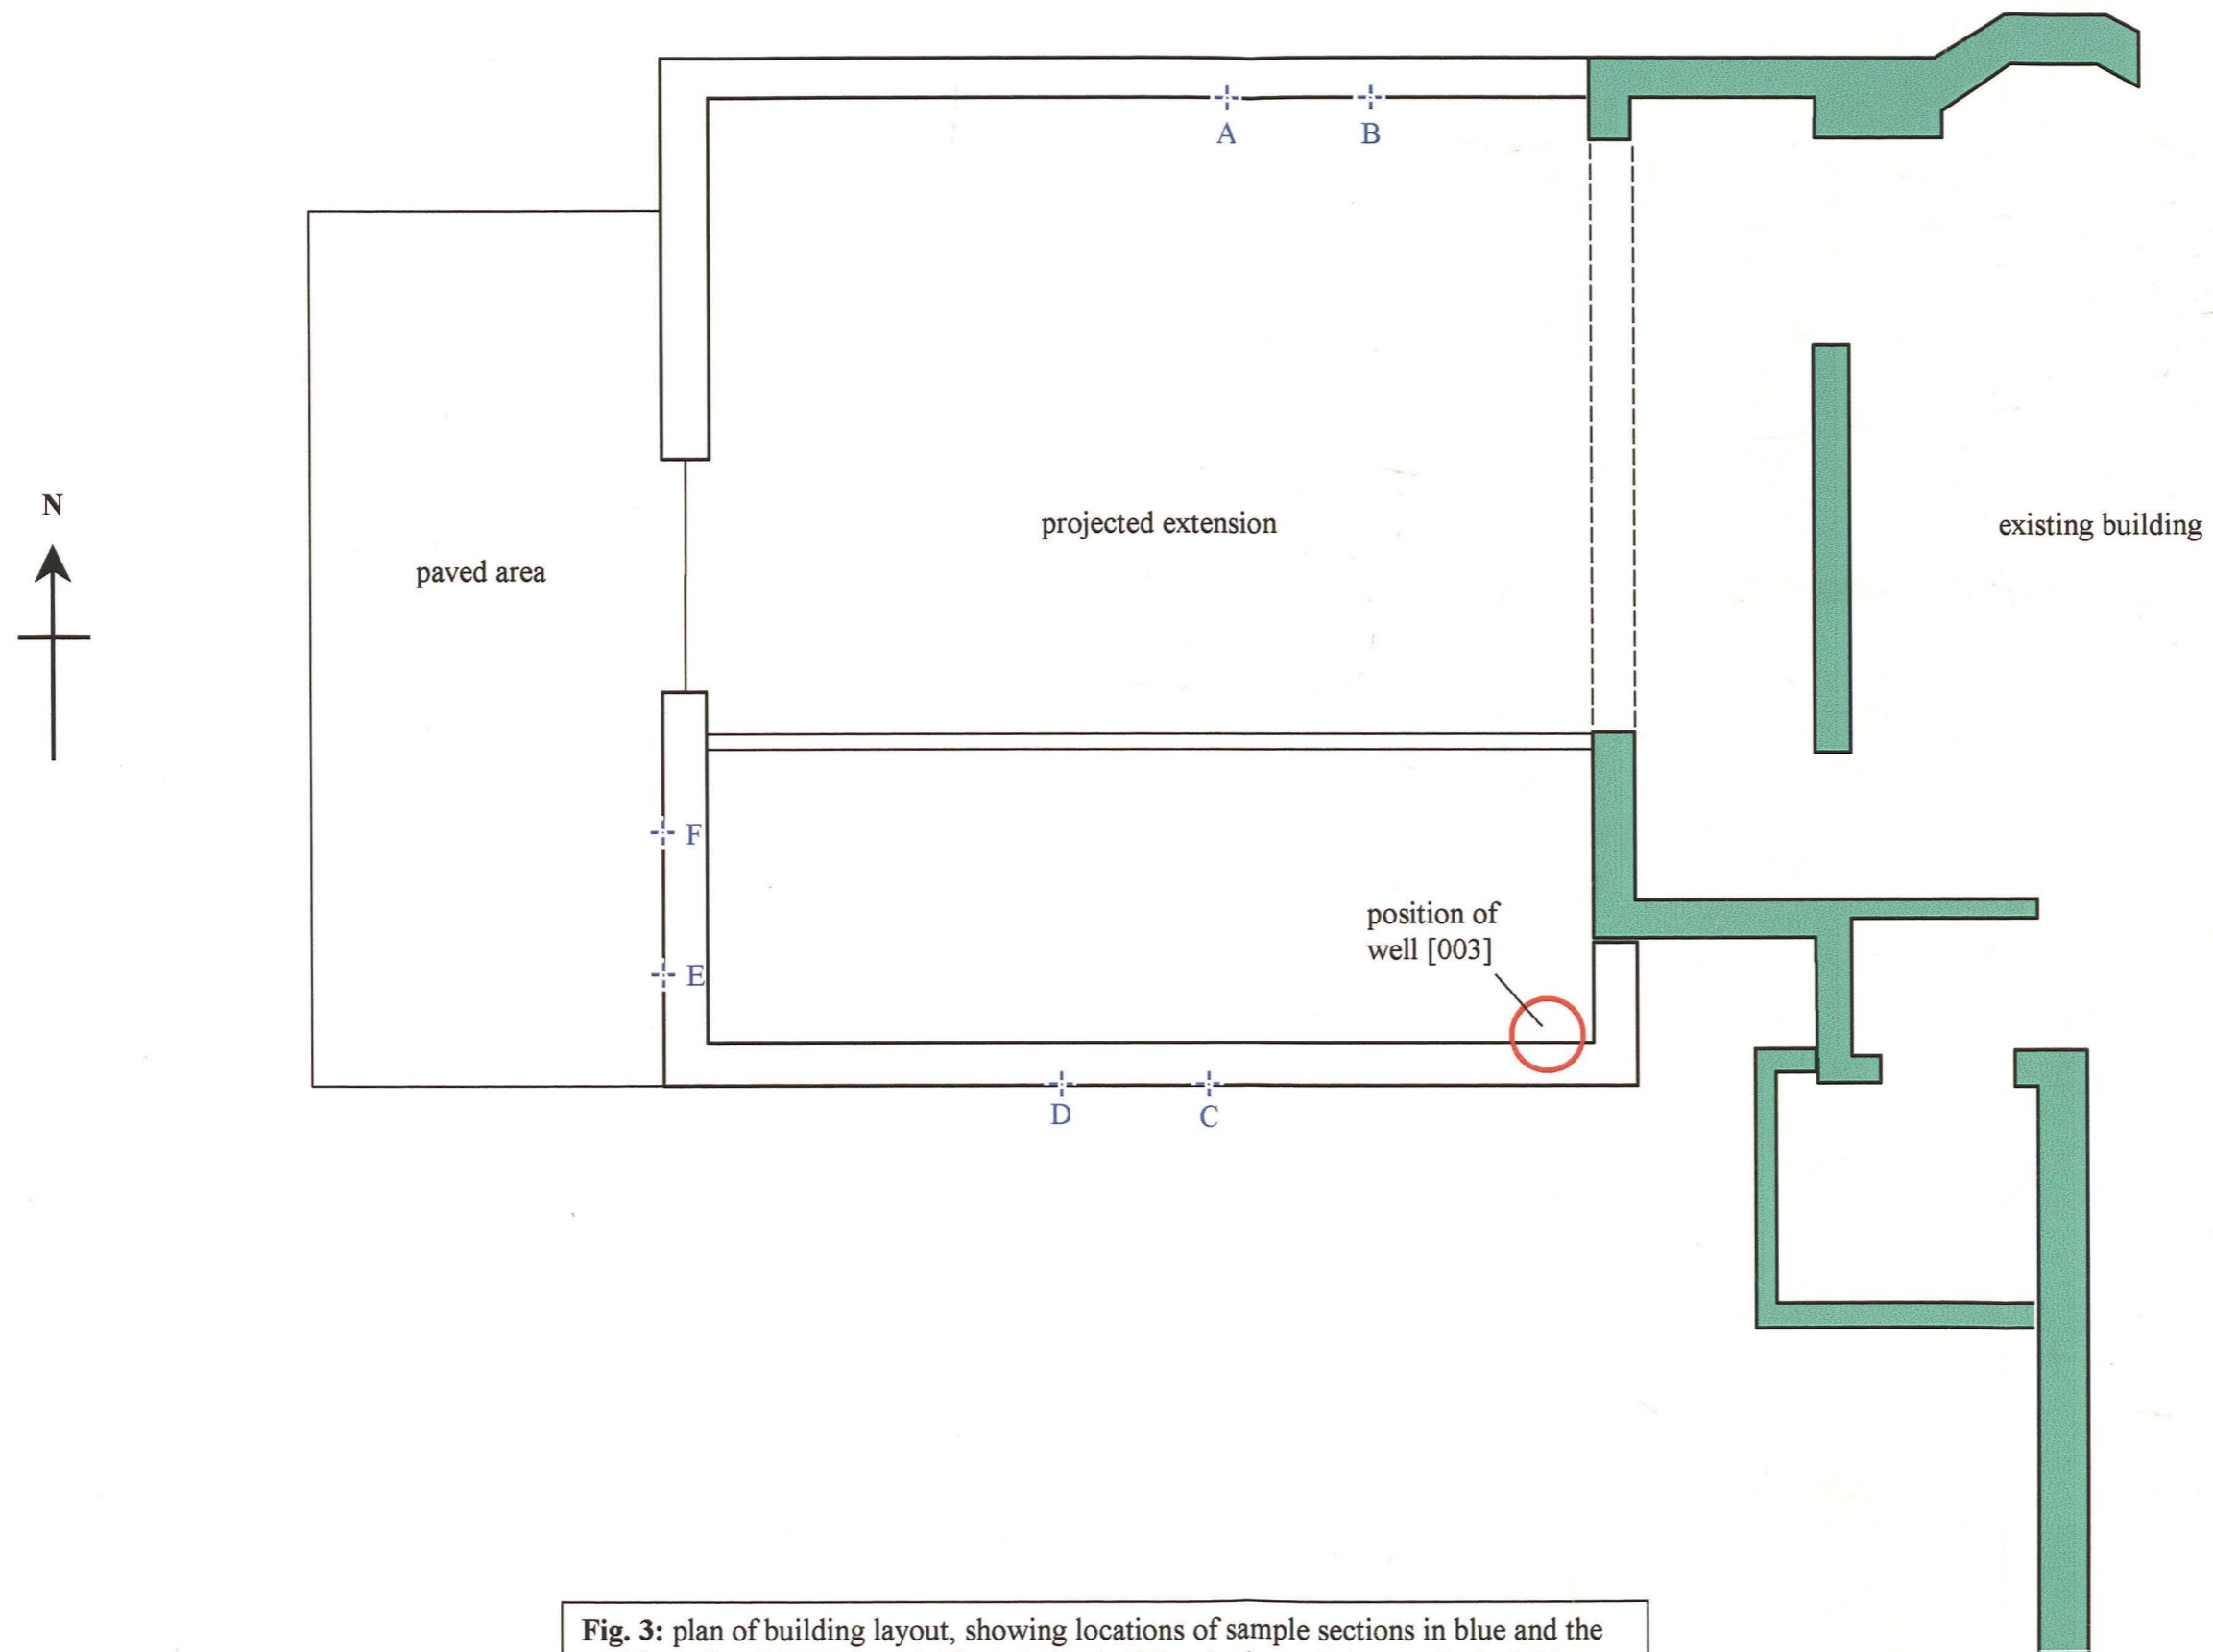 A
B
N
projected extension
existing building
paved area
F
position of
well [003]
E
D
C
Fig. 3: plan of building layout, showing locations of sample sections in blue and the